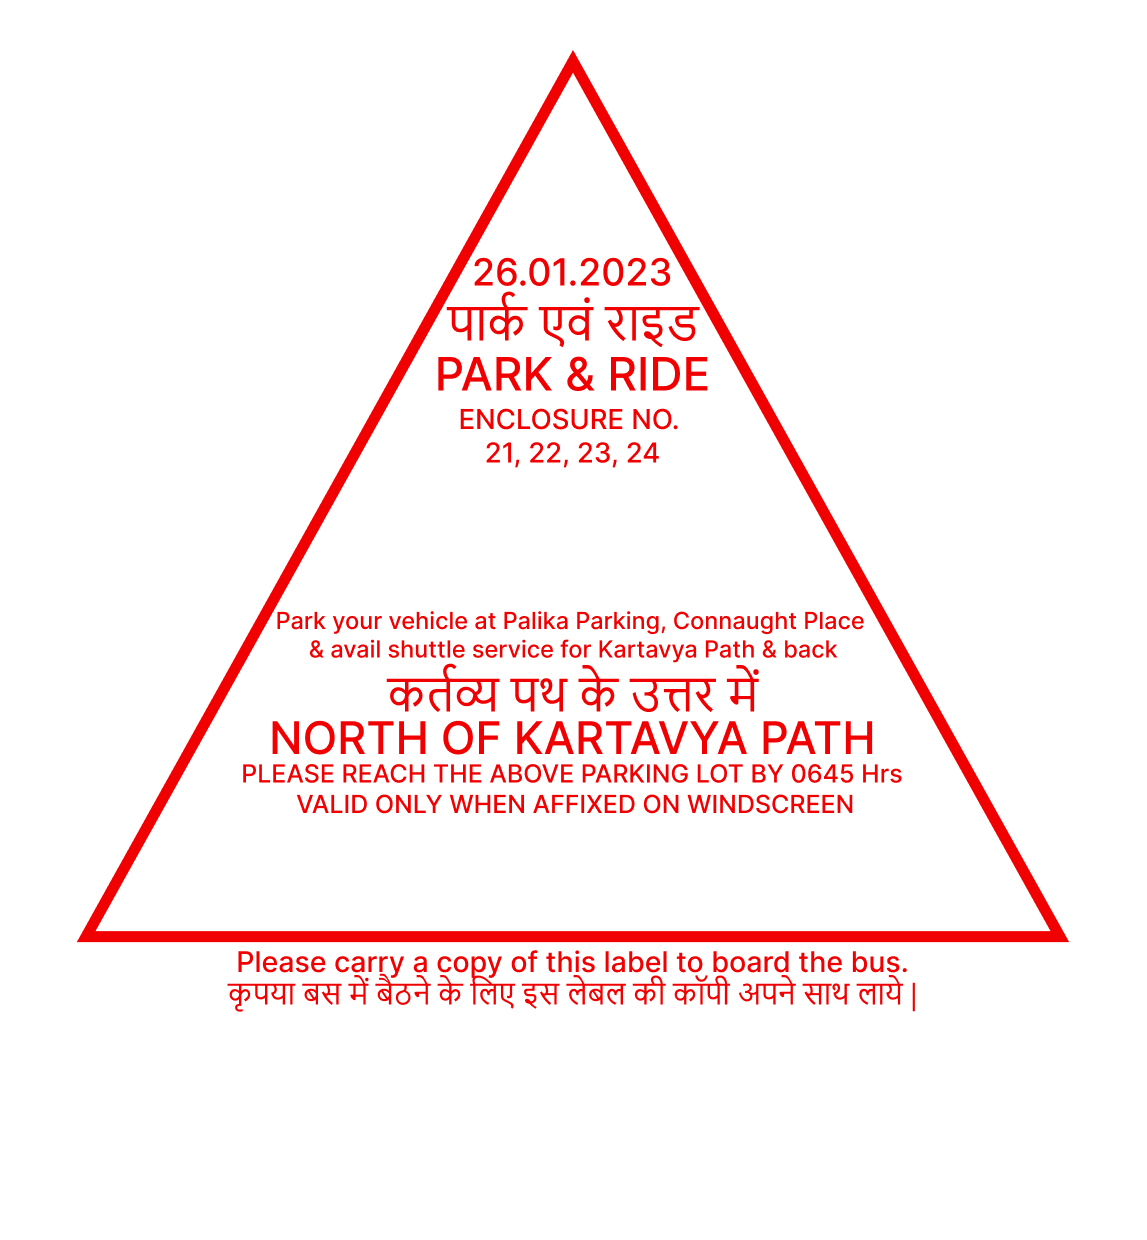 26.01.2023
पार्क एवं राइड
PARK & RIDE
ENCLOSURE NO.
21, 22, 23, 24
Park your vehicle at Palika Parking, Connaught Place
& avail shuttle service for Kartavya Path & back
कर्तव्य पथ के उत्तर में
NORTH OF KARTAVYA PATH
PLEASE REACH THE ABOVE PARKING LOT BY 0645 Hrs
VALID ONLY WHEN AFFIXED ON WINDSCREEN
Please carry a copy of this label to board the bus.
कृपया बस में बैठने के लिए इस लेबल की कॉपी अपने साथ लाये |